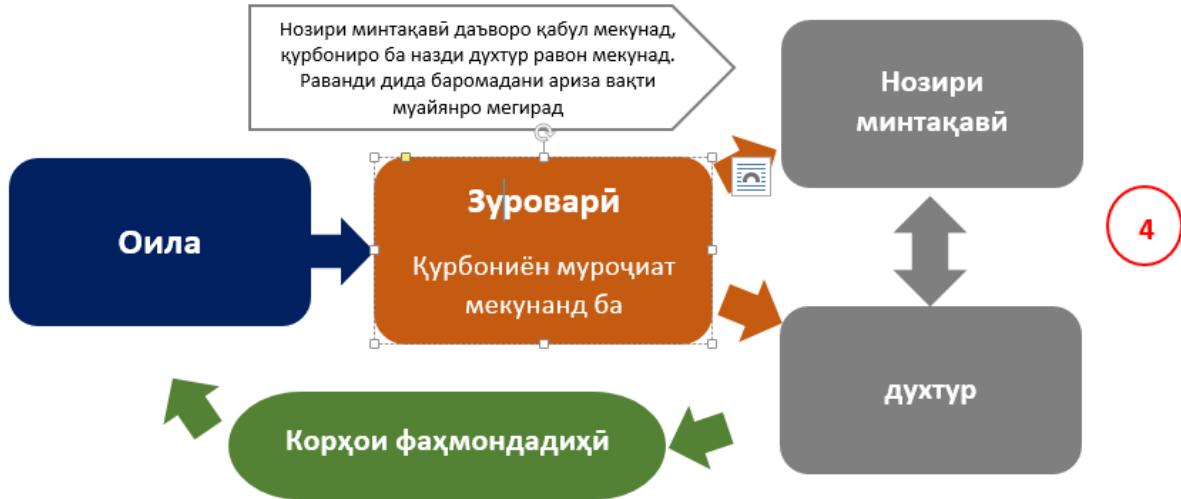 Нозири минтақавӣ даъворо қабул мекунад,
қурбониро ба назди духтур равон мекунад.
Раванди дида баромадани ариза вақти
муайянро мегирад
Нозири
минтақавӣ
Оила
Зуроварӣ
Қурбониён муроҷиат
мекунанд ба
4
духтур
Корҳои фаҳмондадиҳӣ